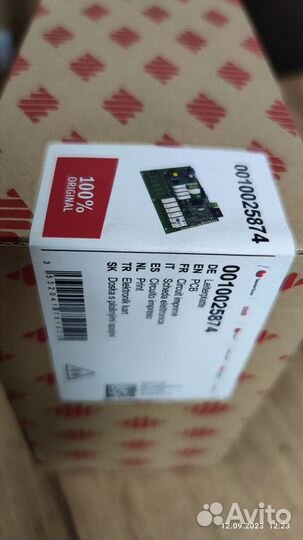 100%
ORIGINAL
0010025874
0010025874
DE Leiterplatte
EN PCB
FR Circuit imprimé
IT Scheda elettronica
ES Circuito impreso
NL Print
TR Elektronik kart
SK Doska s plošnými spojmi
Avito
12.09.2023 12:23